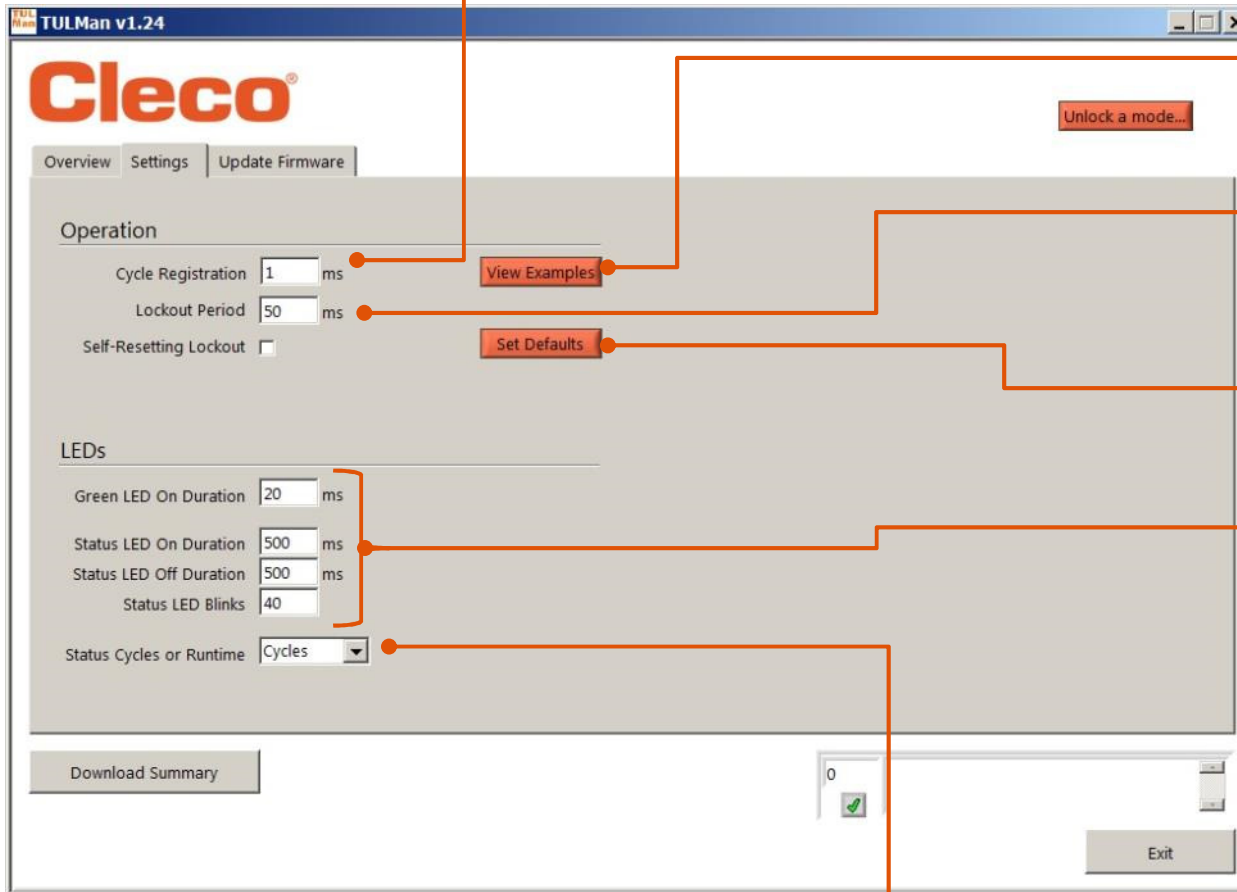 TUL
Man
TULMan v1.24
Cleco®
Unlock a mode...
Overview Settings Update Firmware
Operation
Cycle Registration 1 ms View Examples
Lockout Period 50 ms
Self-Resetting Lockout Set Defaults
LEDs
Green LED On Duration 20 ms
Status LED On Duration 500 ms
Status LED Off Duration 500 ms
Status LED Blinks 40
Status Cycles or Runtime Cycles
Download Summary 0
Exit